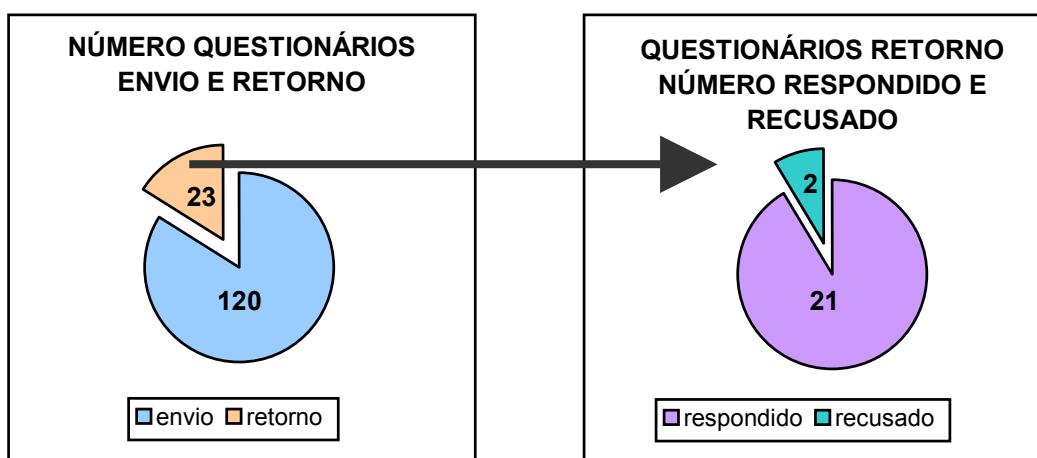 NÚMERO QUESTIONÁRIOS
ENVIO E RETORNO
23
120
envio retorno
QUESTIONÁRIOS RETORNO
NÚMERO RESPONDIDO E
RECUSADO
2
21
respondido recusado